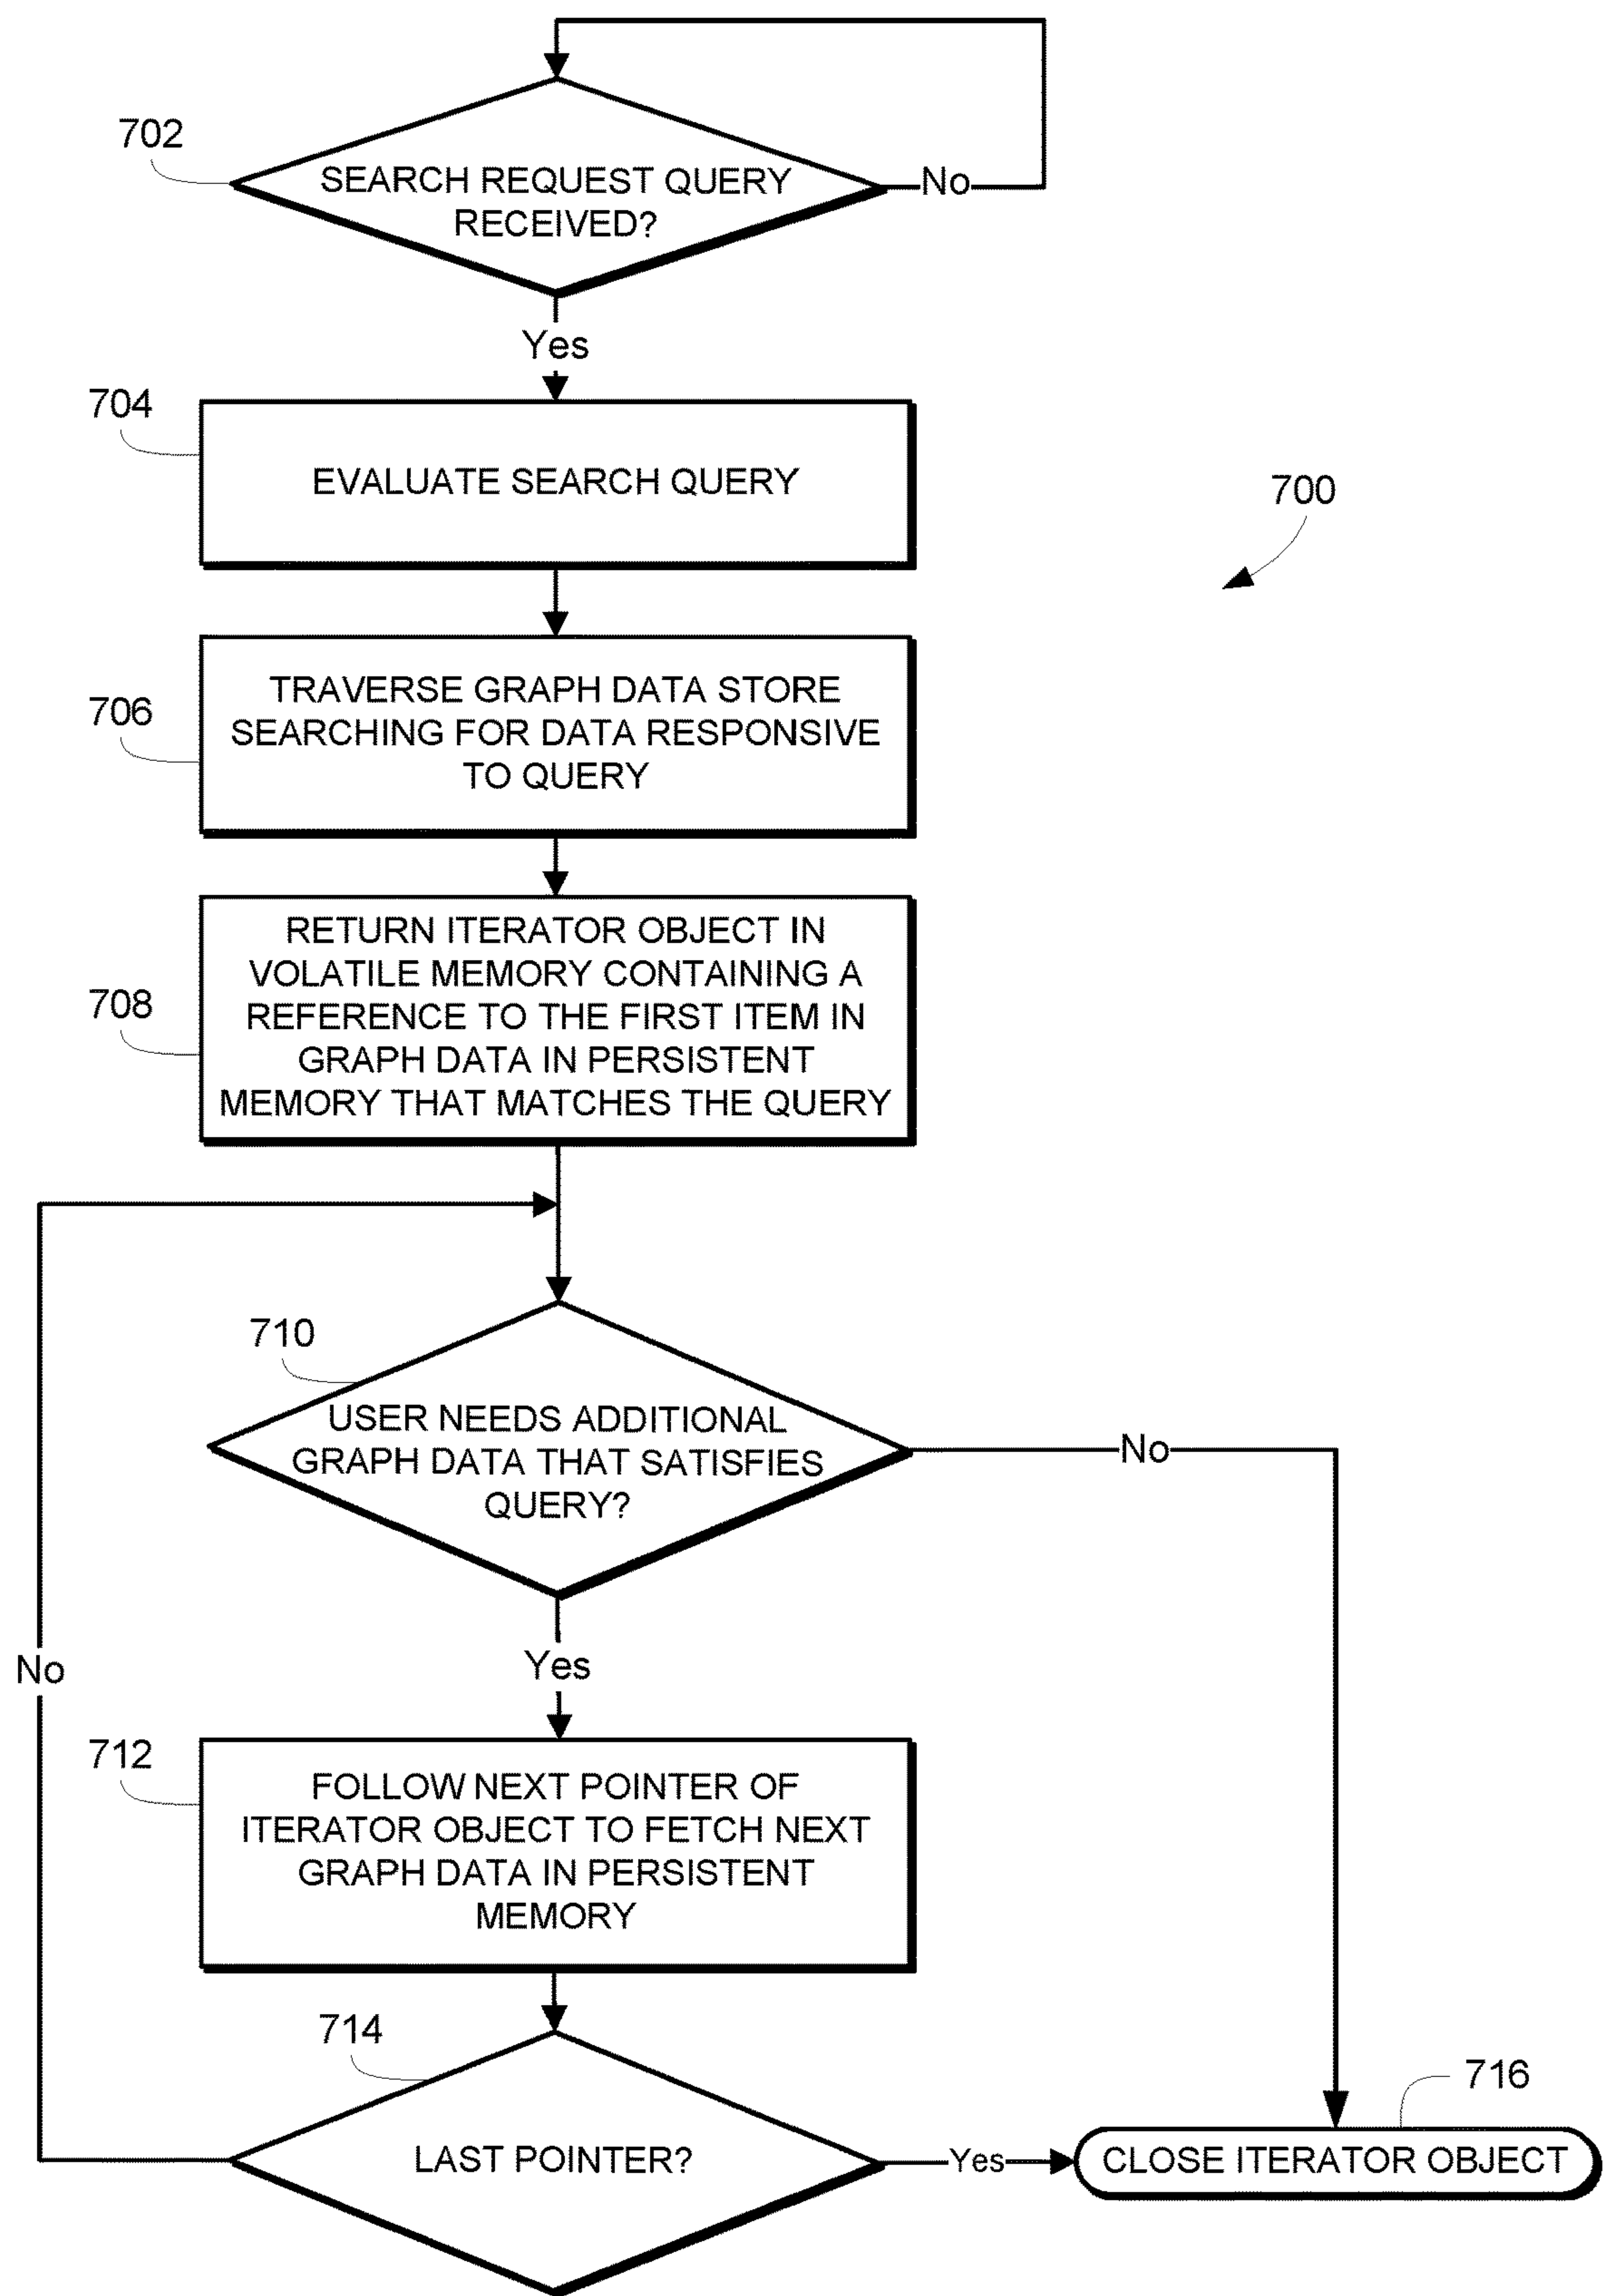 702
SEARCH REQUEST QUERY
RECEIVED?
No
Yes
704
EVALUATE SEARCH QUERY
700
706
TRAVERSE GRAPH DATA STORE
SEARCHING FOR DATA RESPONSIVE
TO QUERY
708
RETURN ITERATOR OBJECT IN
VOLATILE MEMORY CONTAINING A
REFERENCE TO THE FIRST ITEM IN
GRAPH DATA IN PERSISTENT
MEMORY THAT MATCHES THE QUERY
710
USER NEEDS ADDITIONAL
GRAPH DATA THAT SATISFIES
QUERY?
No
Yes
No
712
FOLLOW NEXT POINTER OF
ITERATOR OBJECT TO FETCH NEXT
GRAPH DATA IN PERSISTENT
MEMORY
714
LAST POINTER?
Yes
716
CLOSE ITERATOR OBJECT